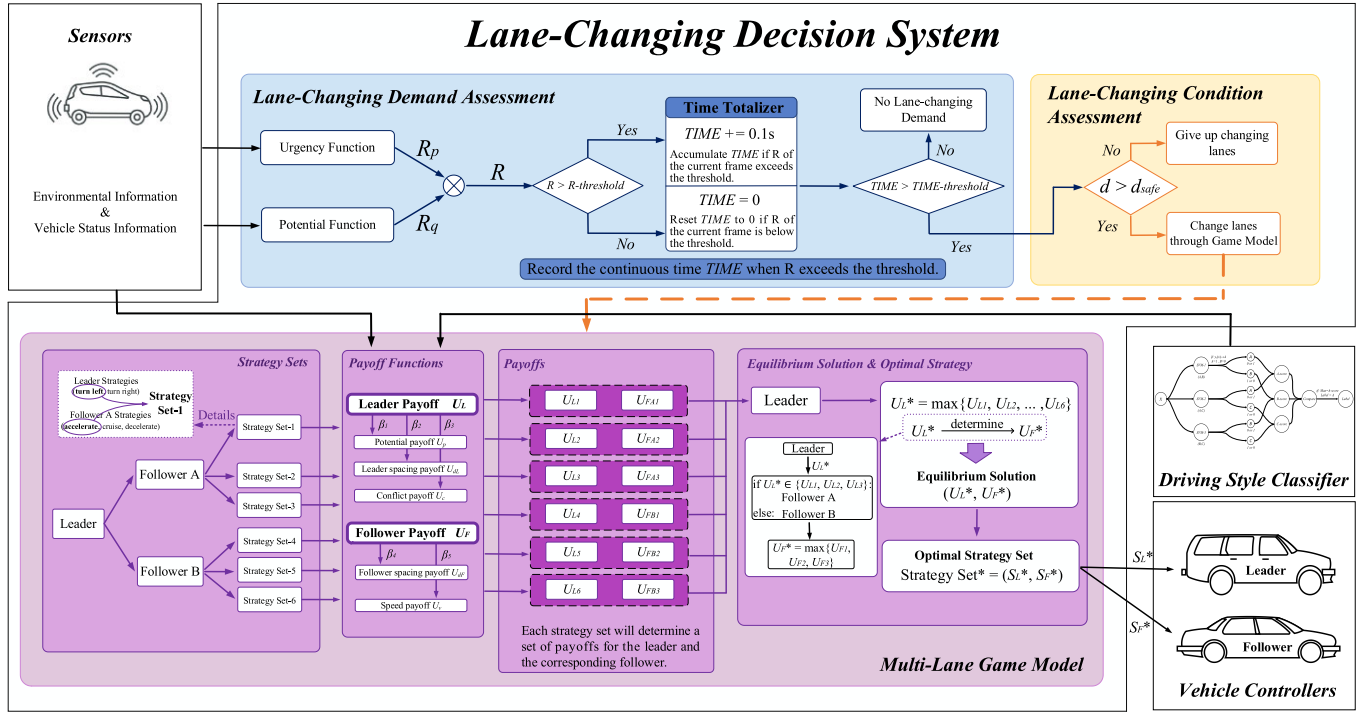 Lane-Changing Decision System
Sensors
Environmental Information
&
Vehicle Status Information
Lane-Changing Demand Assessment
Urgency Function
Potential Function
Rp
Rq
R
R > R-threshold
Yes
No
Time Totalizer
TIME += 0.1s
Accumulate TIME if R of
the current frame exceeds
the threshold.
TIME = 0
Reset TIME to 0 if R of
the current frame is below
the threshold.
No Lane-changing
Demand
No
TIME > TIME-threshold
Yes
Record the continuous time TIME when R exceeds the threshold.
Lane-Changing Condition
Assessment
No
Give up changing
lanes
d > dsafe
Yes
Change lanes
through Game Model
Strategy Sets
Leader Strategies
(turn left, turn right)
Follower A Strategies
(accelerate, cruise, decelerate)
Strategy
Set-1
Details
Leader
Follower A
Follower B
Strategy Set-1
Strategy Set-2
Strategy Set-3
Strategy Set-4
Strategy Set-5
Strategy Set-6
Payoff Functions
Leader Payoff UL
β1
β2
β3
Potential payoff Up
Leader spacing payoff UdL
Conflict payoff Uc
Follower Payoff UF
β4
β5
Follower spacing payoff UdF
Speed payoff Uv
Payoffs
UL1 UFA1
UL2 UFA2
UL3 UFA3
UL4 UFB1
UL5 UFB2
UL6 UFB3
Each strategy set will determine a
set of payoffs for the leader and
the corresponding follower.
Equilibrium Solution & Optimal Strategy
Leader
UL* = max{UL1, UL2, ... ,UL6}
UL* determine UF*
Equilibrium Solution
(UL*, UF*)
Leader
UL*
if UL* ∈ {UL1, UL2, UL3}:
Follower A
else: Follower B
UF* = max{UF1,
UF2, UF3}
Optimal Strategy Set
Strategy Set* = (SL*, SF*)
Multi-Lane Game Model
Driving Style Classifier
SL*
SF*
Leader
Follower
Vehicle Controllers